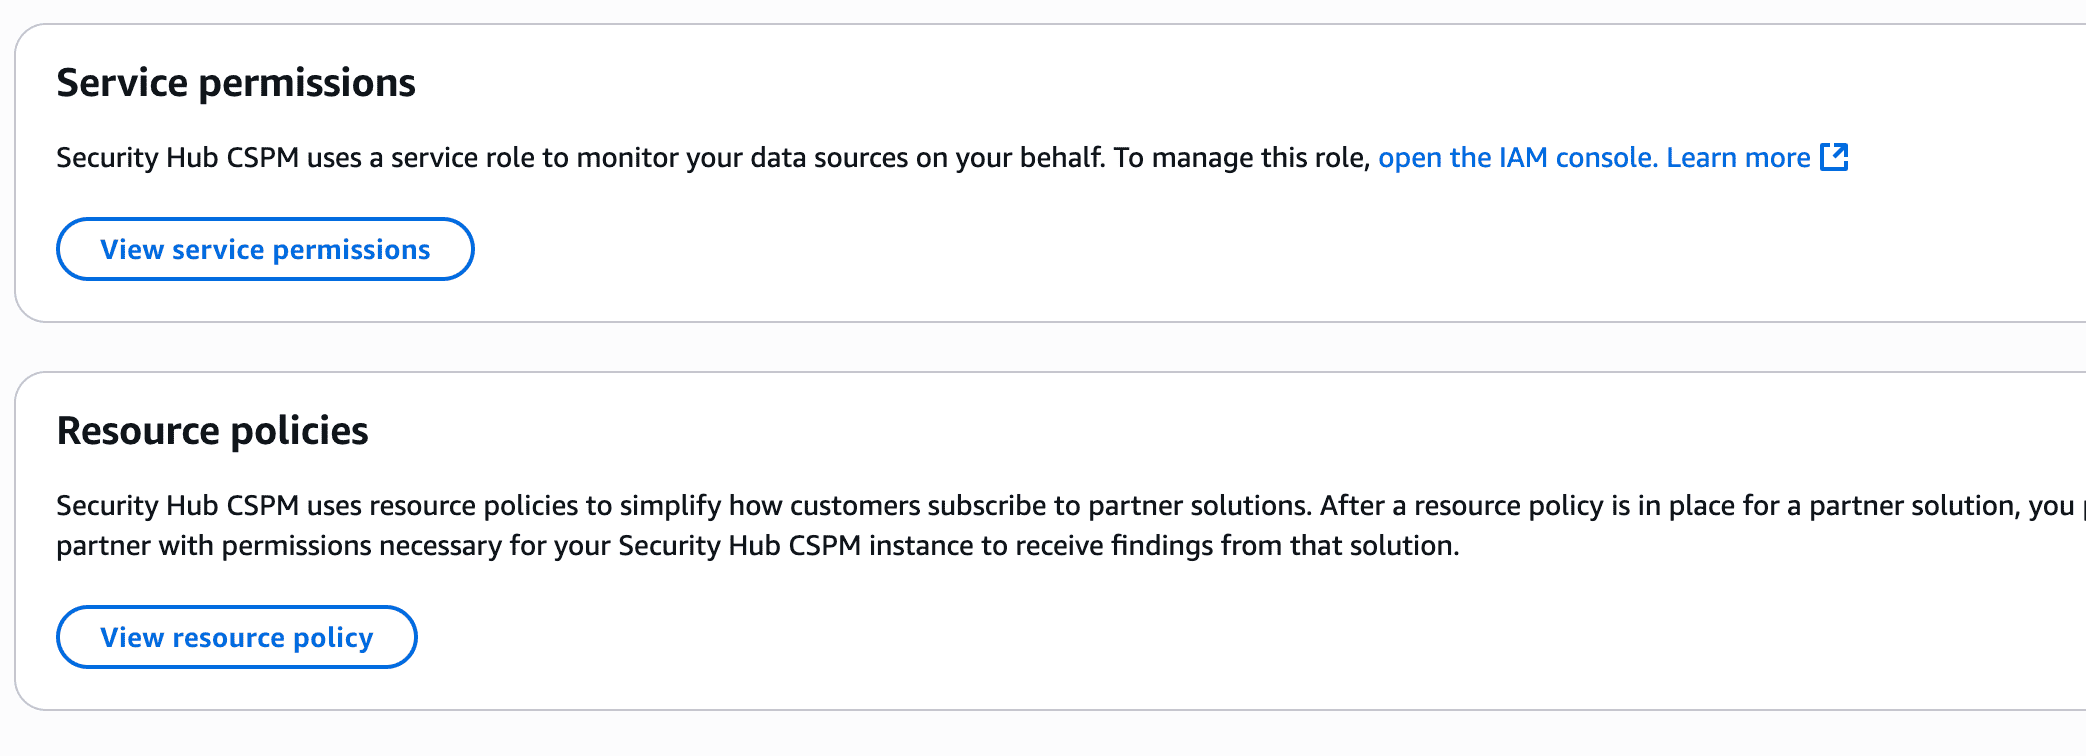 Service permissions
Security Hub CSPM uses a service role to monitor your data sources on your behalf. To manage this role, open the IAM console. Learn more
View service permissions
Resource policies
Security Hub CSPM uses resource policies to simplify how customers subscribe to partner solutions. After a resource policy is in place for a partner solution, you
partner with permissions necessary for your Security Hub CSPM instance to receive findings from that solution.
View resource policy